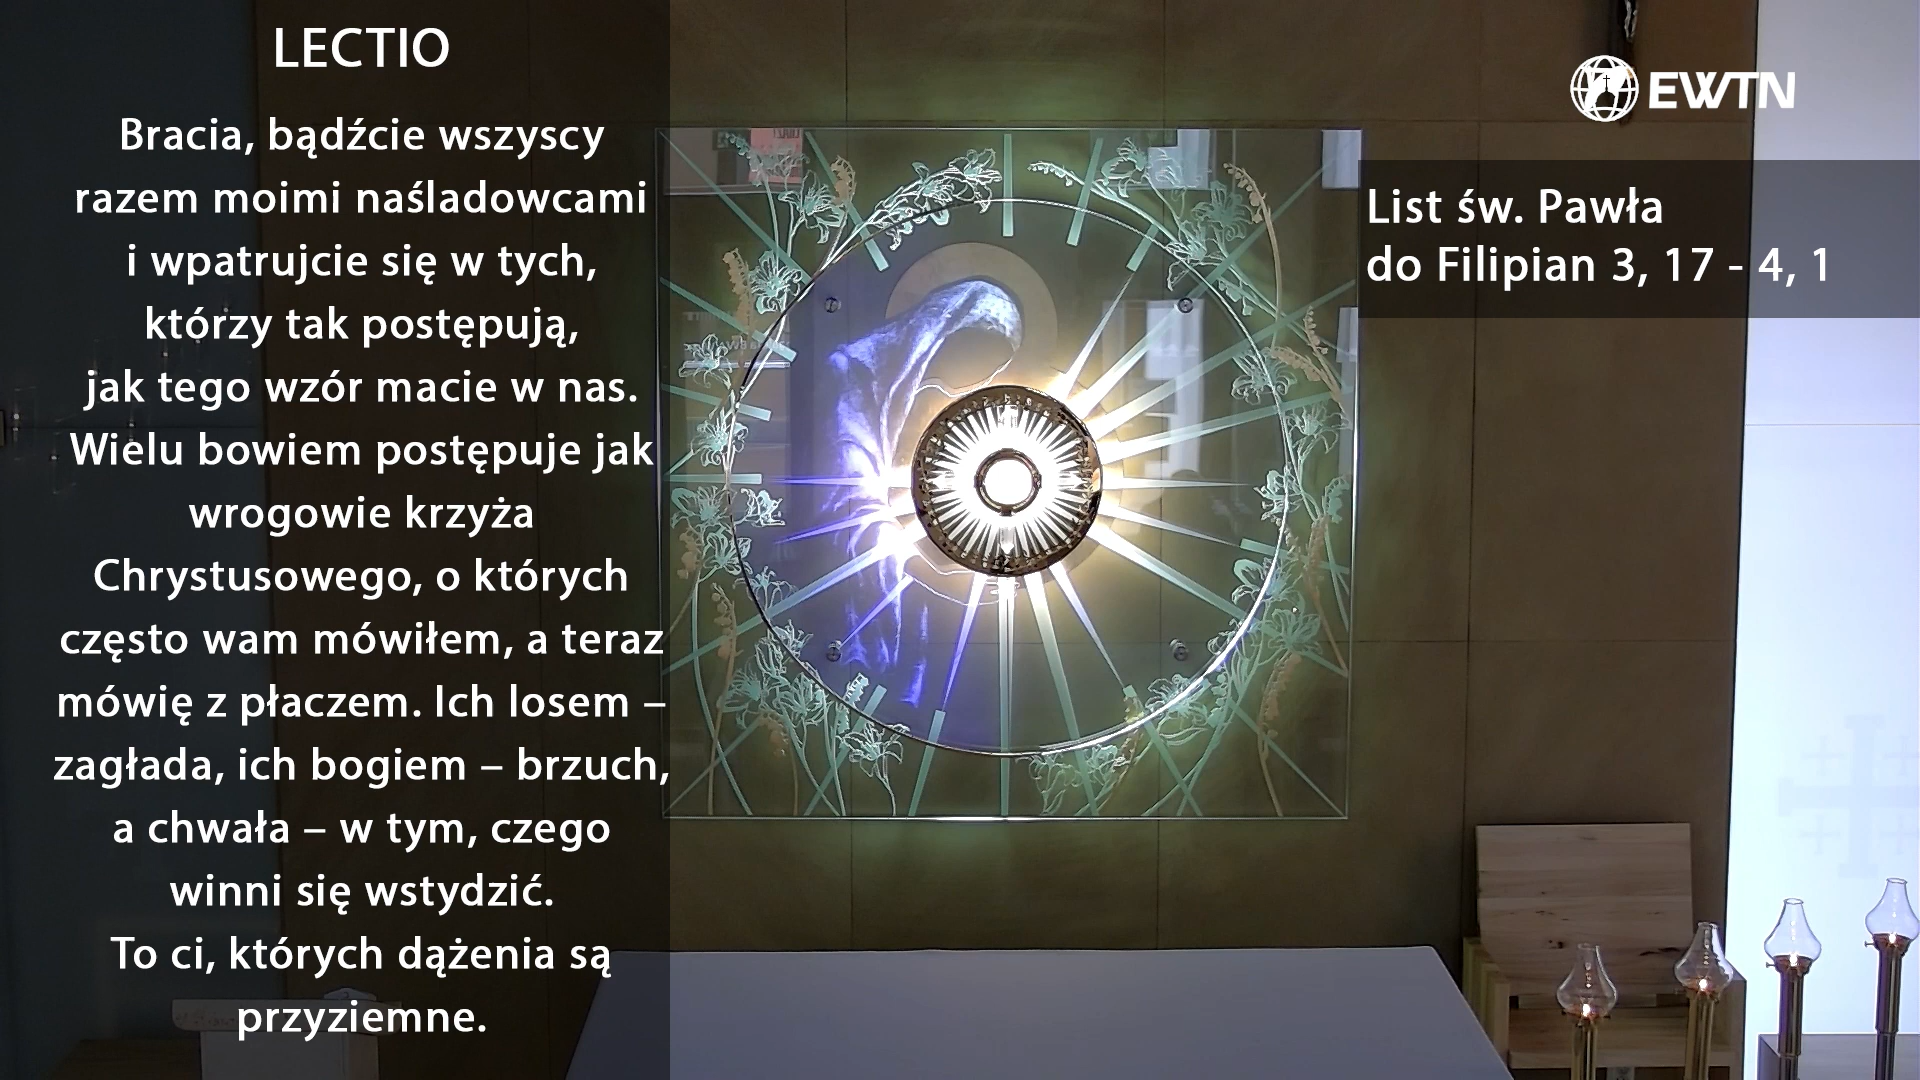 LECTIO
Bracia, bądźcie wszyscy
razem moimi naśladowcami
i wpatrujcie się w tych,
którzy tak postępują,
jak tego wzór macie w nas.
Wielu bowiem postępuje jak
wrogowie krzyża
Chrystusowego, o których
często wam mówiłem, a teraz
mówię z płaczem. Ich losem –
zagłada, ich bogiem – brzuch,
a chwała – w tym, czego
winni się wstydzić.
To ci, których dążenia są
przyziemne.
EWTN
List św. Pawła
do Filipian 3, 17 - 4, 1